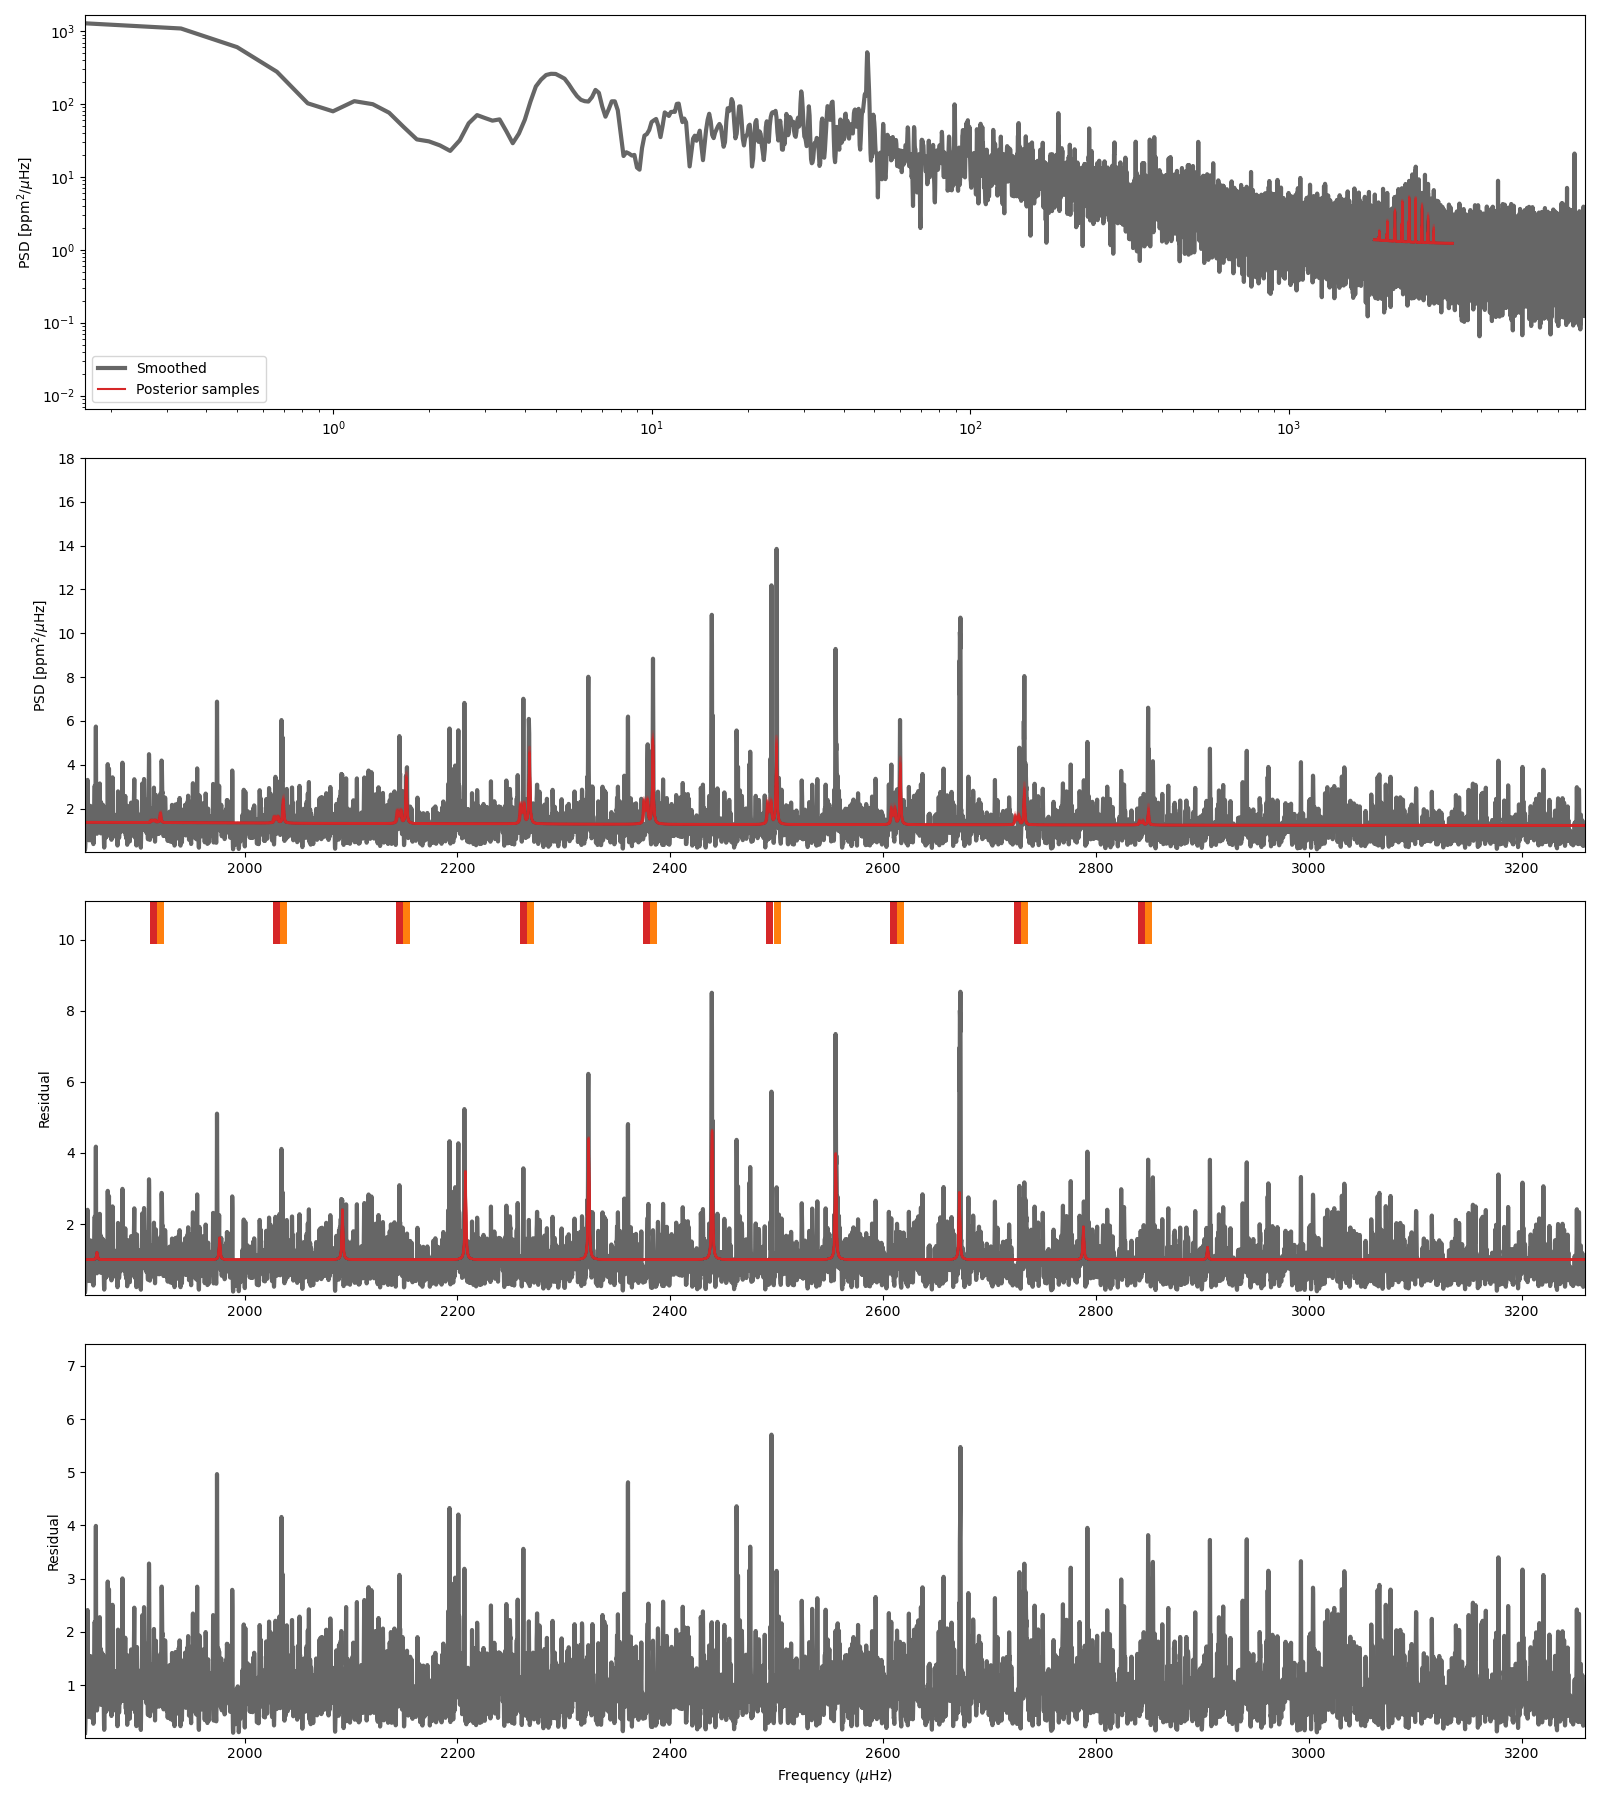 10³
10²
10¹
10⁰
10⁻¹
10⁻²
PSD [ppm²/μHz]
Smoothed
Posterior samples
10⁰ 10¹ 10² 10³
18
16
14
12
10
8
6
4
2
PSD [ppm²/μHz]
2000 2200 2400 2600 2800 3000 3200
10
8
6
4
2
Residual
2000 2200 2400 2600 2800 3000 3200
7
6
5
4
3
2
1
Residual
2000 2200 2400 2600 2800 3000 3200
Frequency (μHz)